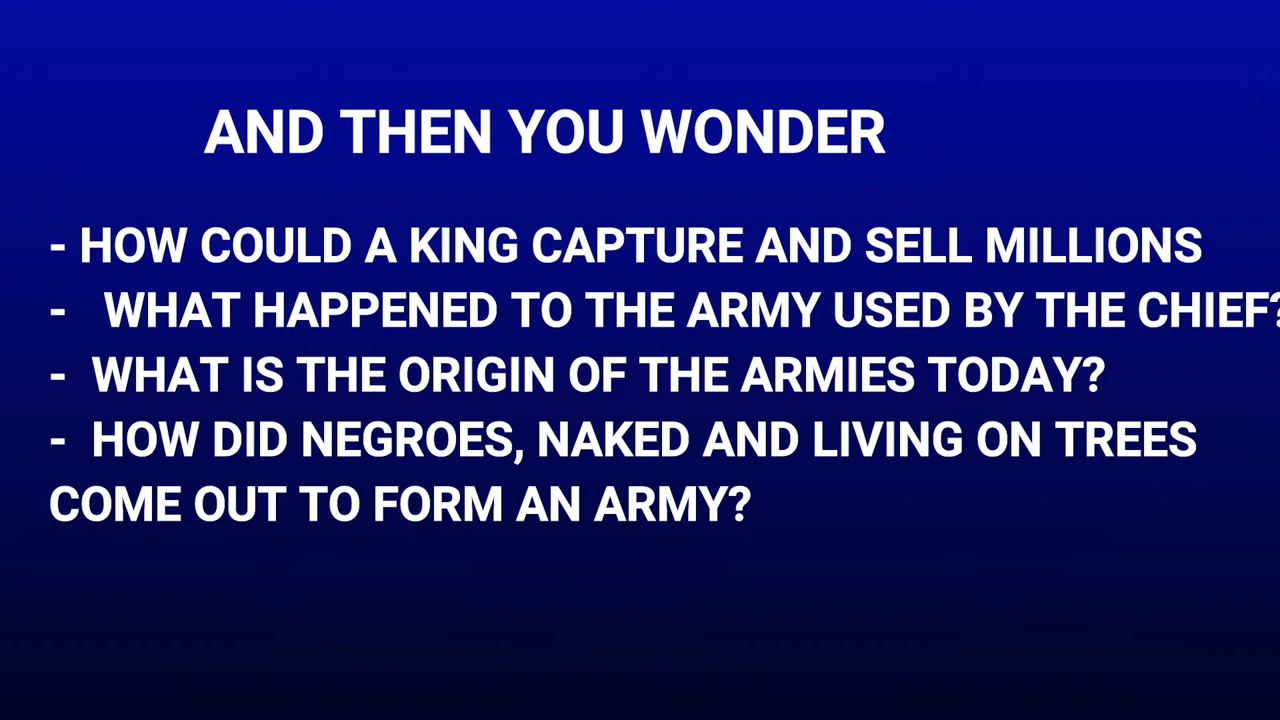 AND THEN YOU WONDER
- HOW COULD A KING CAPTURE AND SELL MILLIONS
- WHAT HAPPENED TO THE ARMY USED BY THE CHIEF?
- WHAT IS THE ORIGIN OF THE ARMIES TODAY?
- HOW DID NEGROES, NAKED AND LIVING ON TREES
COME OUT TO FORM AN ARMY?